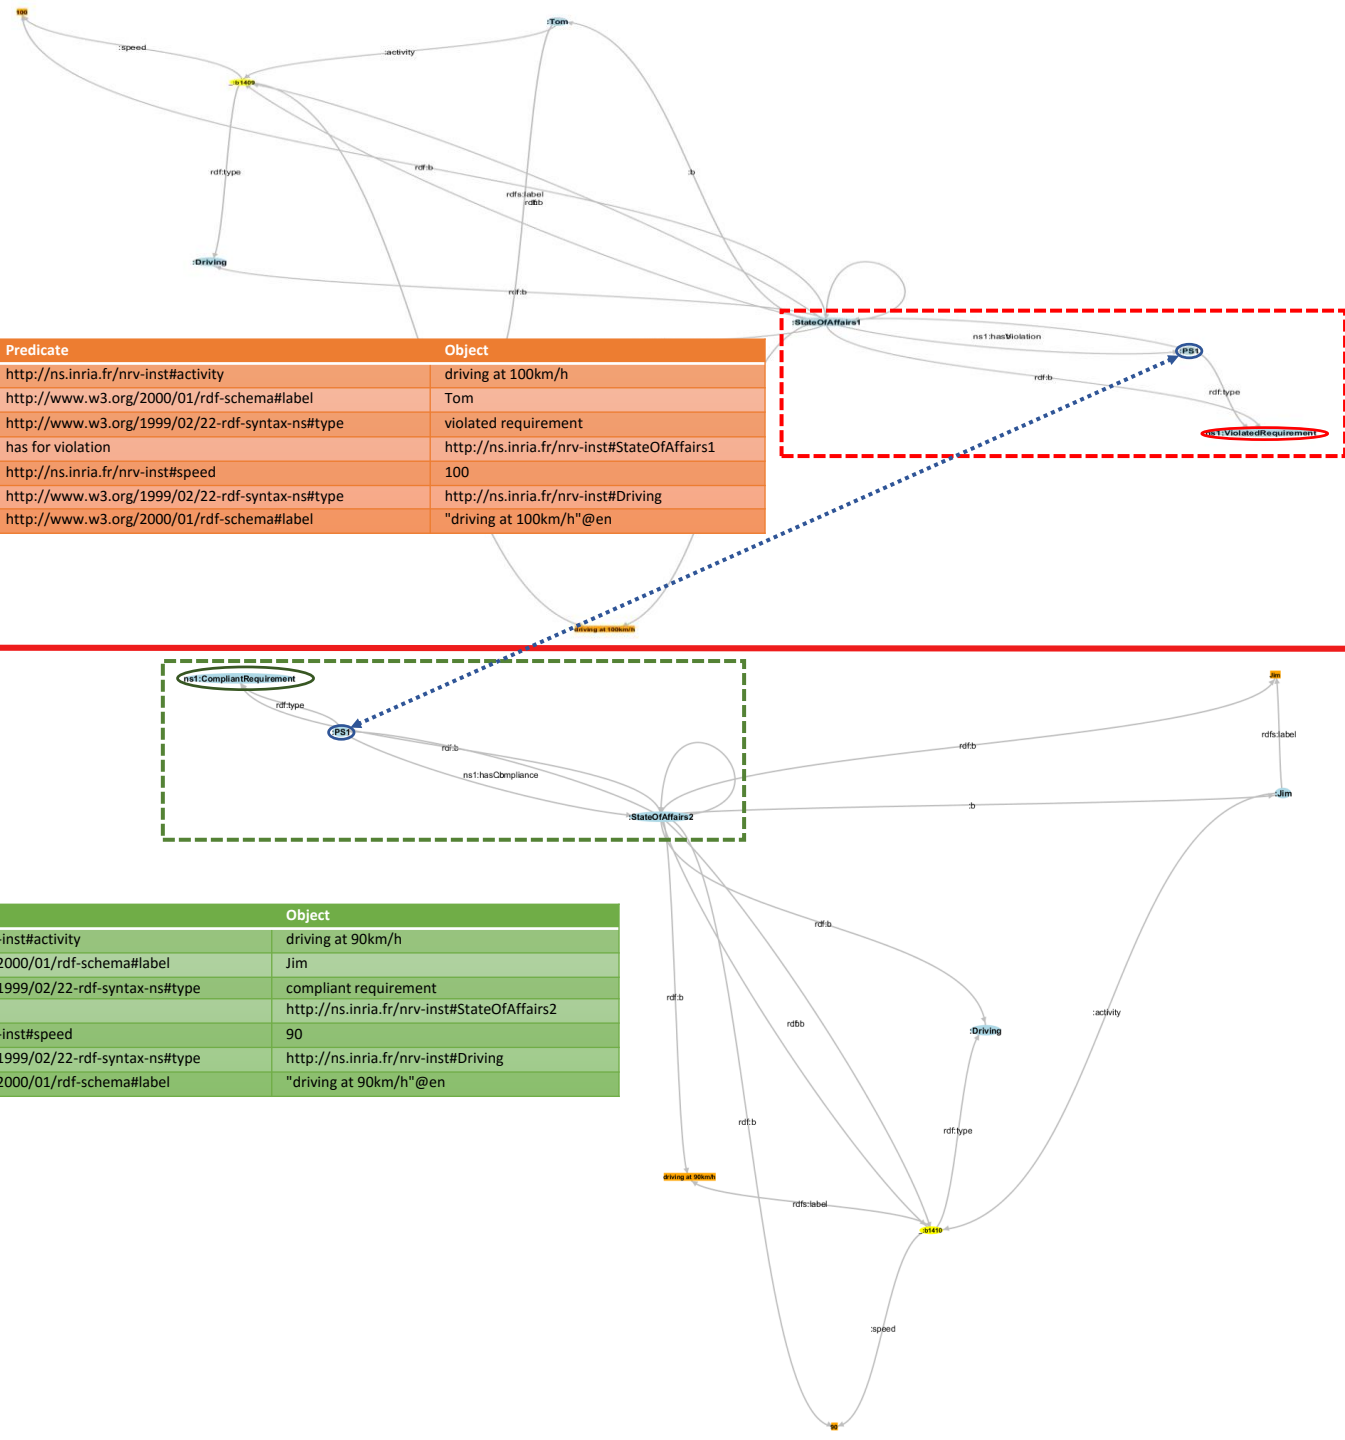 100
:Tom
:speed
:activity
_:b1409
rdf:type
rdf:b
:b
rdfs:label
:Driving
rdf:b
:StateOfAffairs1
ns1:hasViolation
:PS1
rdf:b
rdf:type
ns1:ViolatedRequirement
Predicate Object
http://ns.inria.fr/nrv-inst#activity driving at 100km/h
http://www.w3.org/2000/01/rdf-schema#label Tom
http://www.w3.org/1999/02/22-rdf-syntax-ns#type violated requirement
has for violation http://ns.inria.fr/nrv-inst#StateOfAffairs1
http://ns.inria.fr/nrv-inst#speed 100
http://www.w3.org/1999/02/22-rdf-syntax-ns#type http://ns.inria.fr/nrv-inst#Driving
http://www.w3.org/2000/01/rdf-schema#label "driving at 100km/h"@en
driving at 100km/h
ns1:CompliantRequirement
Jim
rdf:type
:PS1
rdfs:label
rdf:b
rdf:b
ns1:hasCompliance
:Jim
:b
:StateOfAffairs2
Object
-inst#activity driving at 90km/h
2000/01/rdf-schema#label Jim
1999/02/22-rdf-syntax-ns#type compliant requirement
http://ns.inria.fr/nrv-inst#StateOfAffairs2
-inst#speed 90
1999/02/22-rdf-syntax-ns#type http://ns.inria.fr/nrv-inst#Driving
2000/01/rdf-schema#label "driving at 90km/h"@en
rdf:b
rdf:b
:activity
rdf:b
:Driving
rdf:b
rdf:type
driving at 90km/h
rdfs:label
_:b1410
:speed
90